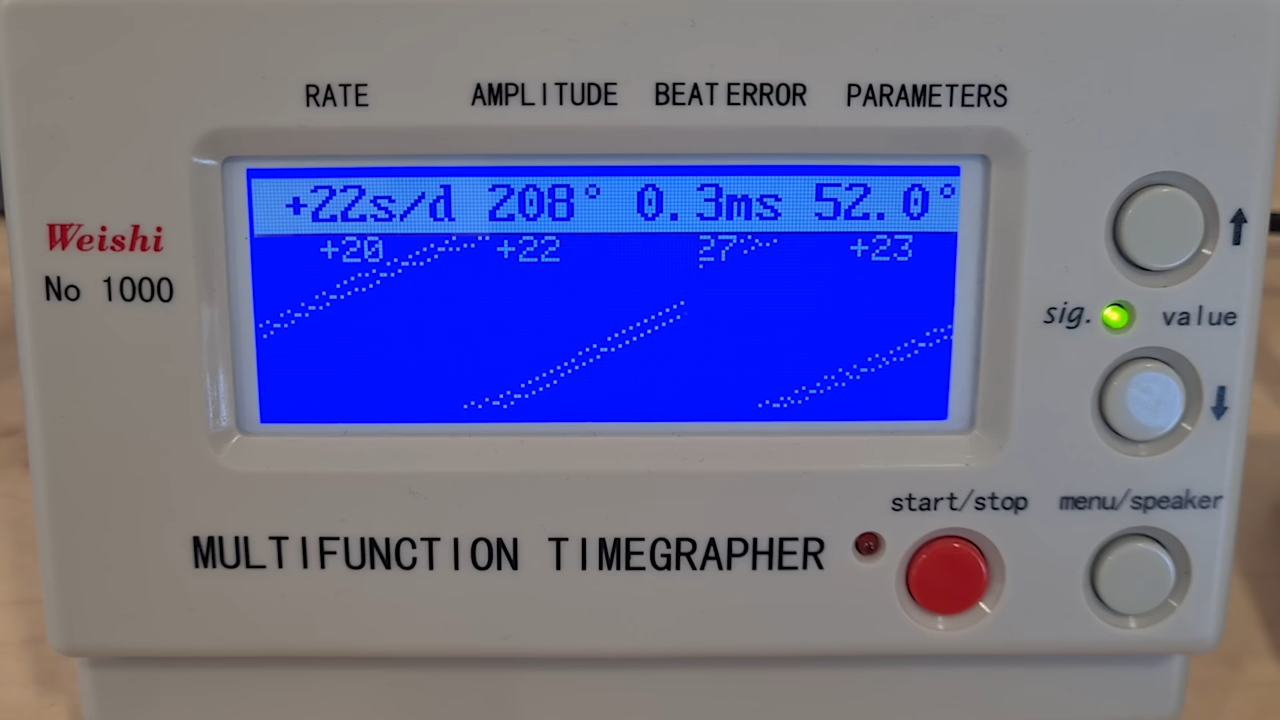 RATE AMPLITUDE BEAT ERROR PARAMETERS
+22s/d 208° 0.3ms 52.0°
+20 +22 27 +23
Weishi
No 1000
sig. value
start/stop menu/speaker
MULTIFUNCTION TIMEGRAPHER